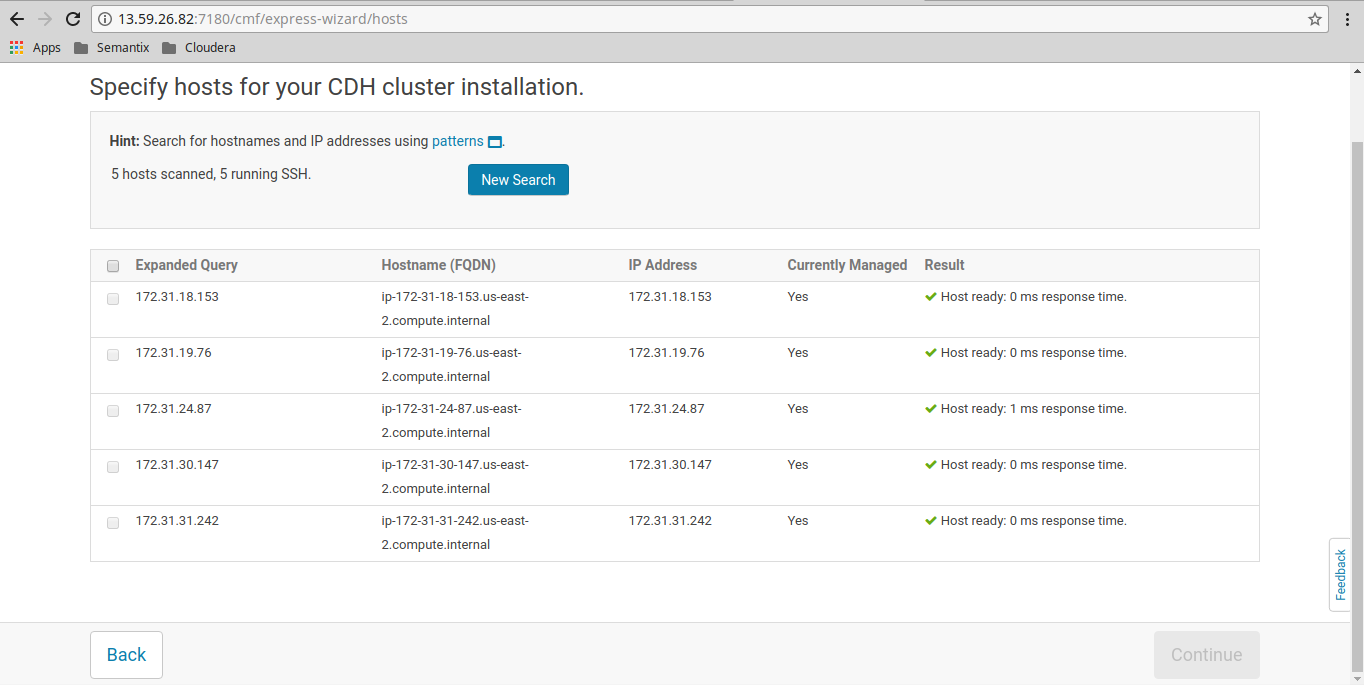 13.59.26.82:7180/cmf/express-wizard/hosts
Apps Semantix Cloudera
Specify hosts for your CDH cluster installation.
Hint: Search for hostnames and IP addresses using patterns .
5 hosts scanned, 5 running SSH. New Search
Expanded Query Hostname (FQDN) IP Address Currently Managed Result
172.31.18.153 ip-172-31-18-153.us-east- 172.31.18.153 Yes Host ready: 0 ms response time.
2.compute.internal
172.31.19.76 ip-172-31-19-76.us-east- 172.31.19.76 Yes Host ready: 0 ms response time.
2.compute.internal
172.31.24.87 ip-172-31-24-87.us-east- 172.31.24.87 Yes Host ready: 1 ms response time.
2.compute.internal
172.31.30.147 ip-172-31-30-147.us-east- 172.31.30.147 Yes Host ready: 0 ms response time.
2.compute.internal
172.31.31.242 ip-172-31-31-242.us-east- 172.31.31.242 Yes Host ready: 0 ms response time.
2.compute.internal
Feedback
Back Continue